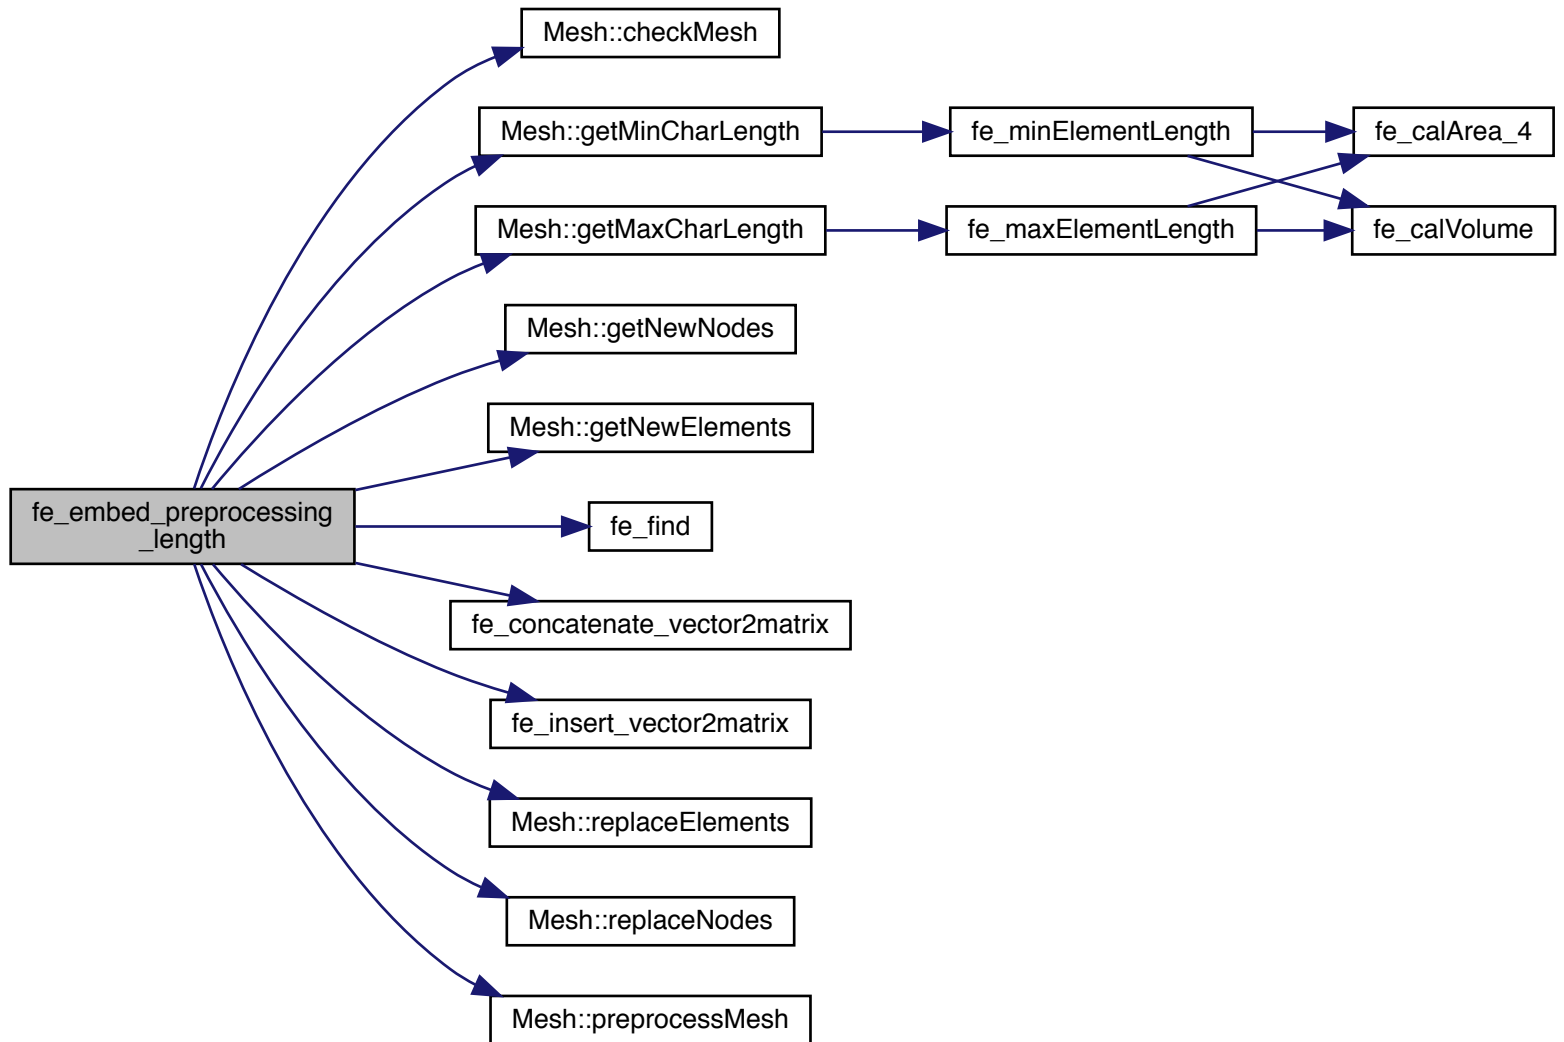 Mesh::checkMesh
Mesh::getMinCharLength
fe_minElementLength
fe_calArea_4
Mesh::getMaxCharLength
fe_maxElementLength
fe_calVolume
Mesh::getNewNodes
Mesh::getNewElements
fe_embed_preprocessing
_length
fe_find
fe_concatenate_vector2matrix
fe_insert_vector2matrix
Mesh::replaceElements
Mesh::replaceNodes
Mesh::preprocessMesh